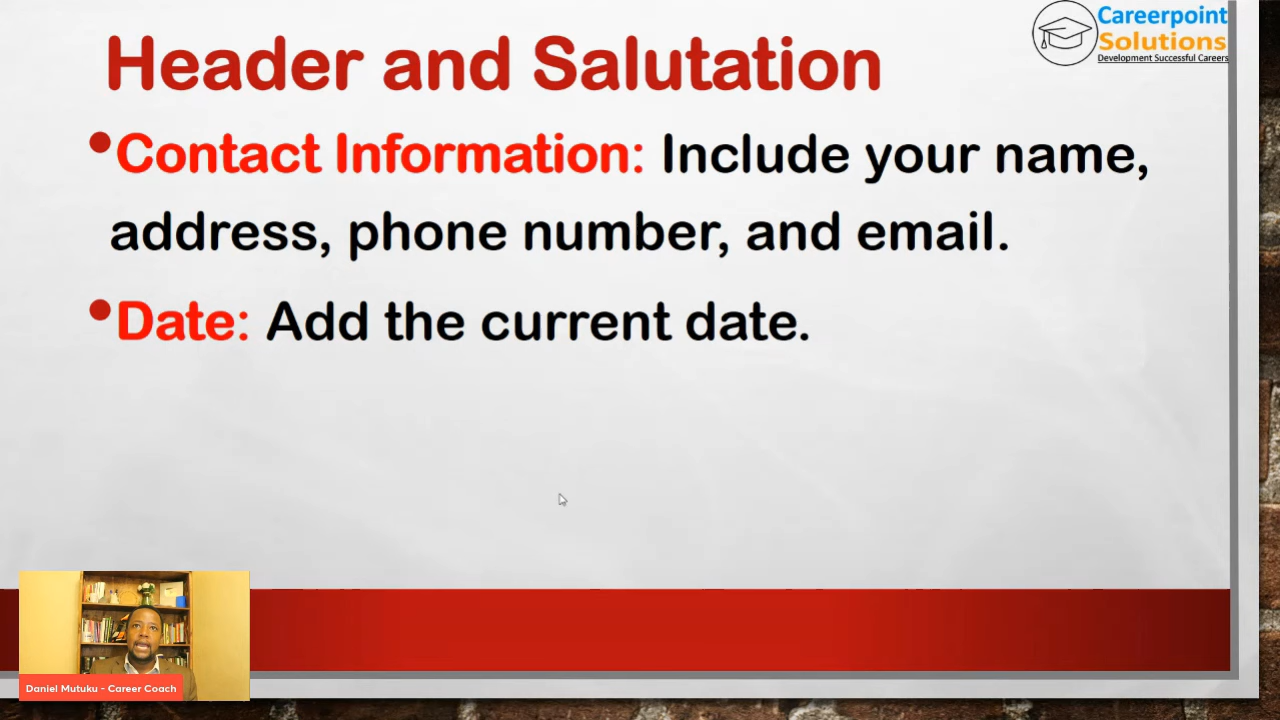 Careerpoint
Solutions
Development Successful Careers
Header and Salutation
•Contact Information: Include your name,
address, phone number, and email.
•Date: Add the current date.
Daniel Mutuku - Career Coach